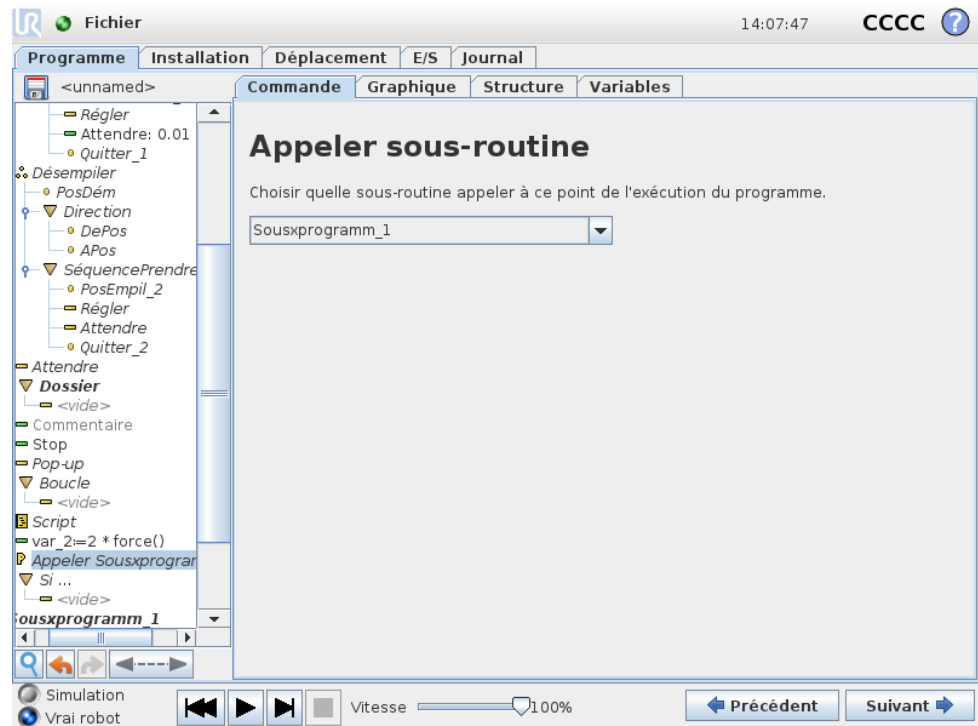 UR Fichier 14:07:47 CCCC ?
Programme Installation Déplacement E/S Journal
<unnamed> Commande Graphique Structure Variables
Régler
Attendre: 0.01
Quitter_1
Désempiler
PosDém
Direction
DePos
APos
SéquencePrendre
PosEmpil_2
Régler
Attendre
Quitter_2
Attendre
Dossier
<vide>
Commentaire
Stop
Pop-up
Boucle
<vide>
Script
var_2:=2 * force()
Appeler Sousxprogram
Si ...
<vide>
Sousxprogramm_1
Appeler sous-routine
Choisir quelle sous-routine appeler à ce point de l'exécution du programme.
Sousxprogramm_1
Simulation
Vrai robot
Vitesse 100%
Précédent Suivant